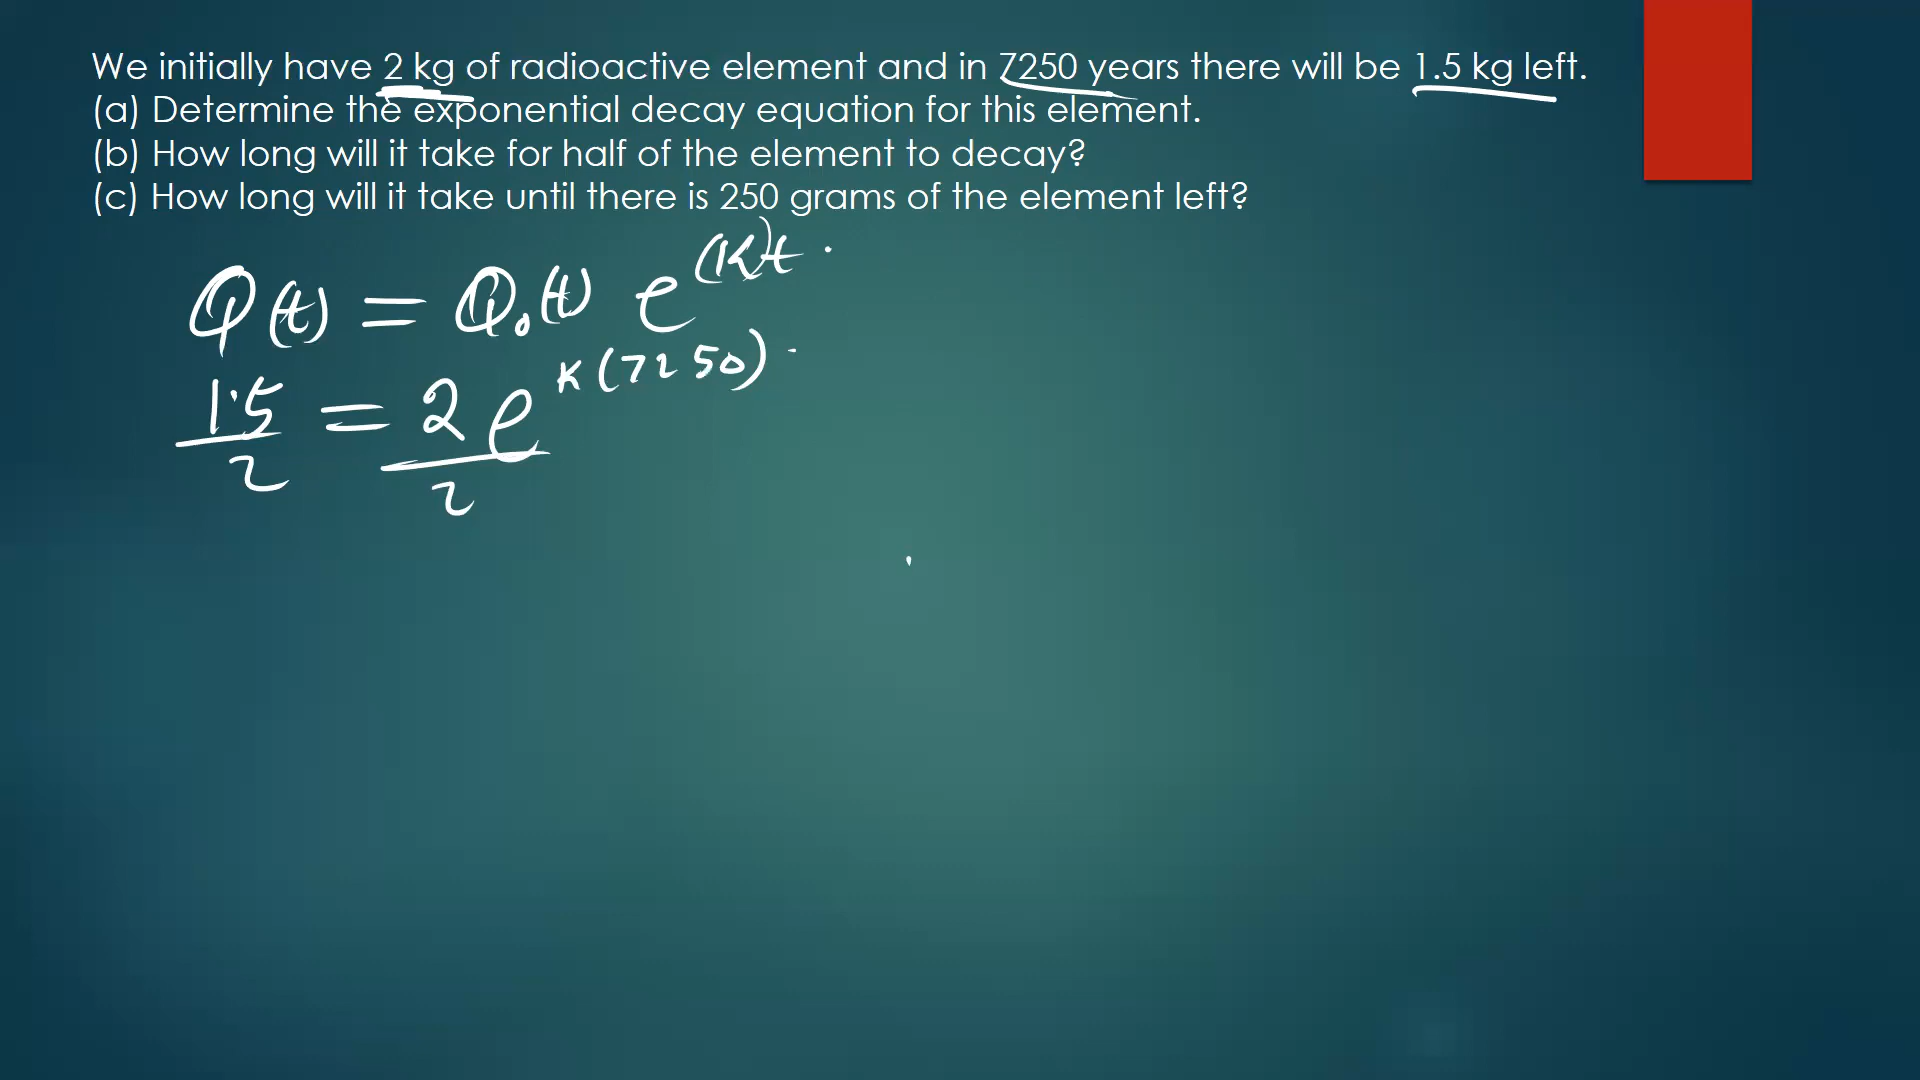 We initially have 2 kg of radioactive element and in 7250 years there will be 1.5 kg left.
(a) Determine the exponential decay equation for this element.
(b) How long will it take for half of the element to decay?
(c) How long will it take until there is 250 grams of the element left?
Q(t) = Q₀(t) e^(K)t
1.5/2 = 2e/2^K(7250)